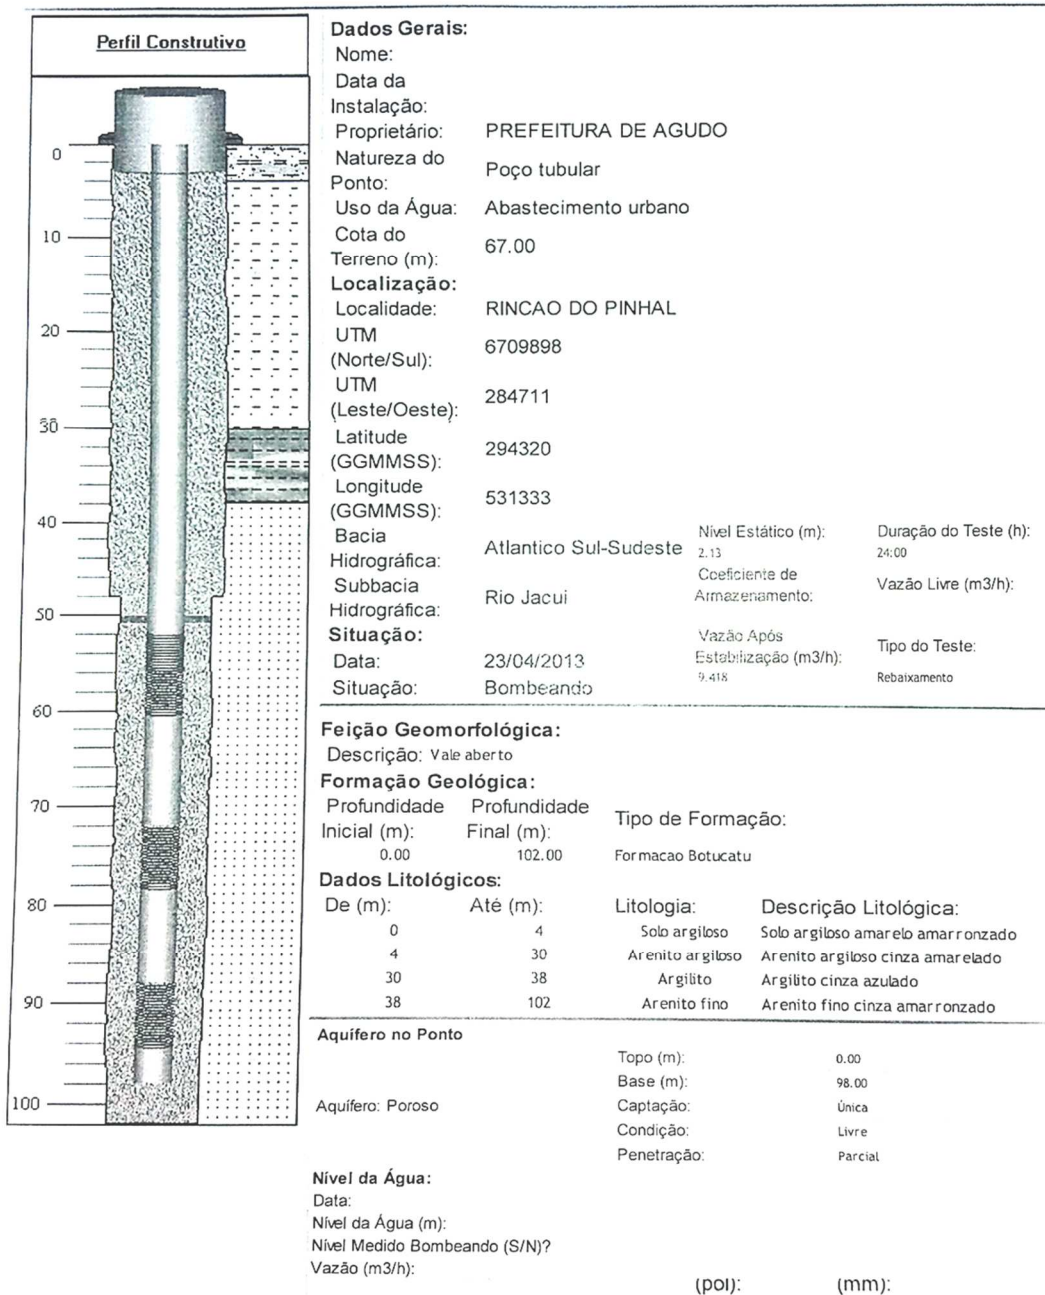 Perfil Construtivo
0
10
20
30
40
50
60
70
80
90
100
Dados Gerais:
Nome:
Data da
Instalação:
Proprietário: PREFEITURA DE AGUDO
Natureza do
Ponto: Poço tubular
Uso da Água: Abastecimento urbano
Cota do
Terreno (m): 67.00
Localização:
Localidade: RINCAO DO PINHAL
UTM
(Norte/Sul): 6709898
UTM
(Leste/Oeste): 284711
Latitude
(GGMMSS): 294320
Longitude
(GGMMSS): 531333
Bacia
Hidrográfica: Atlantico Sul-Sudeste
Subbacia
Hidrográfica: Rio Jacui
Nível Estático (m): Duração do Teste (h):
2.13 24:00
Coeficiente de
Armazenamento: Vazão Livre (m3/h):
Situação:
Data: 23/04/2013
Situação: Bombeando
Vazão Após
Estabilização (m3/h): Tipo do Teste:
9.418 Rebaixamento
Feição Geomorfológica:
Descrição: Vale aberto
Formação Geológica:
Profundidade Profundidade
Inicial (m): Final (m): Tipo de Formação:
0.00 102.00 Formacao Botucatu
Dados Litológicos:
De (m): Até (m): Litologia: Descrição Litológica:
0 4 Solo argiloso Solo argiloso amarelo amarronzado
4 30 Arenito argiloso Arenito argiloso cinza amarelado
30 38 Argilito Argilito cinza azulado
38 102 Arenito fino Arenito fino cinza amarronzado
Aquífero no Ponto
Topo (m): 0.00
Base (m): 98.00
Aquífero: Poroso Captação: Única
Condição: Livre
Penetração: Parcial
Nível da Água:
Data:
Nível da Água (m):
Nível Medido Bombeando (S/N)?
Vazão (m3/h):
(pol): (mm):